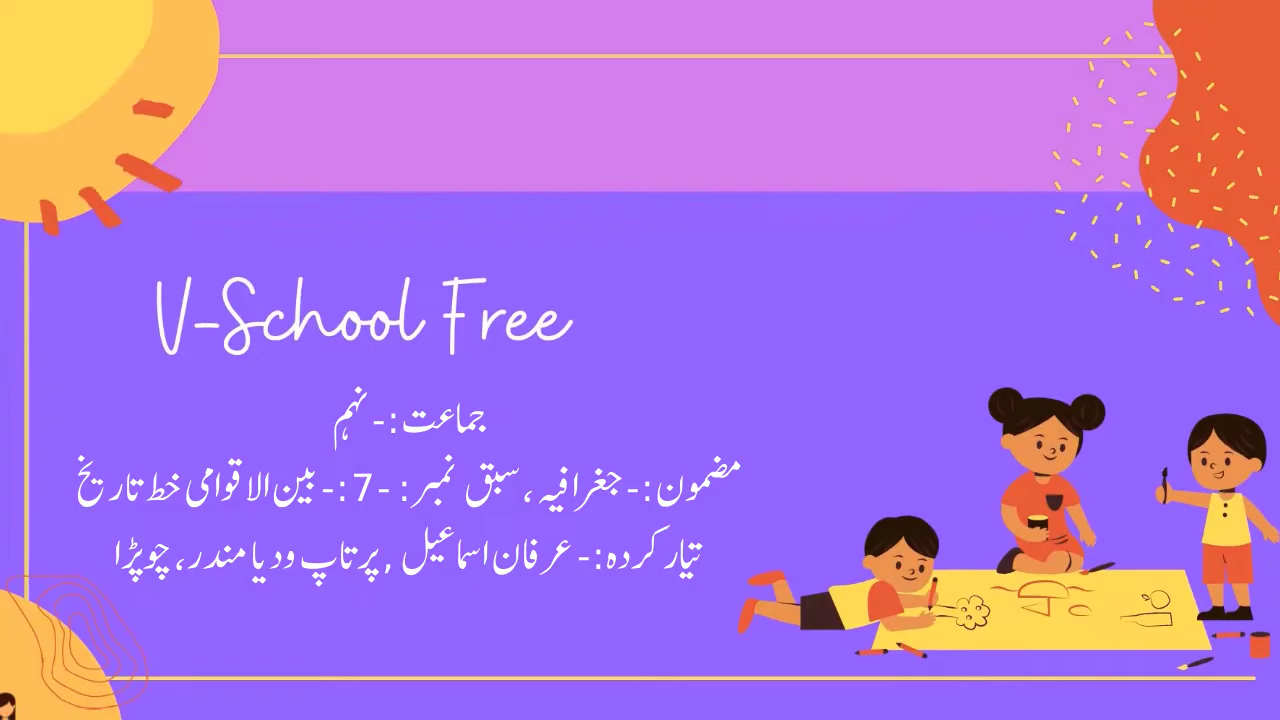 V-School Free
جماعت :- نہم
مضمون :- جغرافیہ ، سبق نمبر : - 7 :- بین الاقوامی خط تاریخ
تیار کردہ :- عرفان اسماعیل , پرتاپ ودیا مندر، چوپڑا